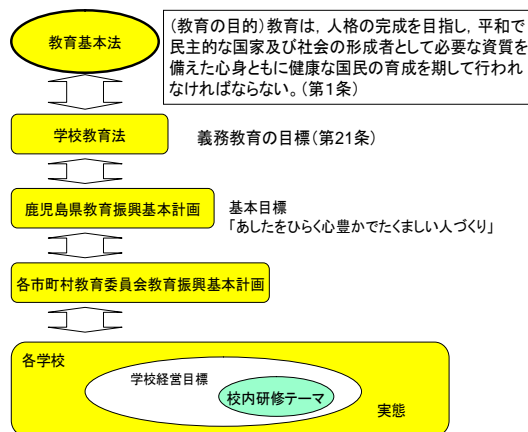 教育基本法
(教育の目的)教育は,人格の完成を目指し,平和で
民主的な国家及び社会の形成者として必要な資質を
備えた心身ともに健康な国民の育成を期して行われ
なければならない。(第1条)
学校教育法
義務教育の目標(第21条)
鹿児島県教育振興基本計画
基本目標
「あしたをひらく心豊かでたくましい人づくり」
各市町村教育委員会教育振興基本計画
各学校
学校経営目標
校内研修テーマ
実態